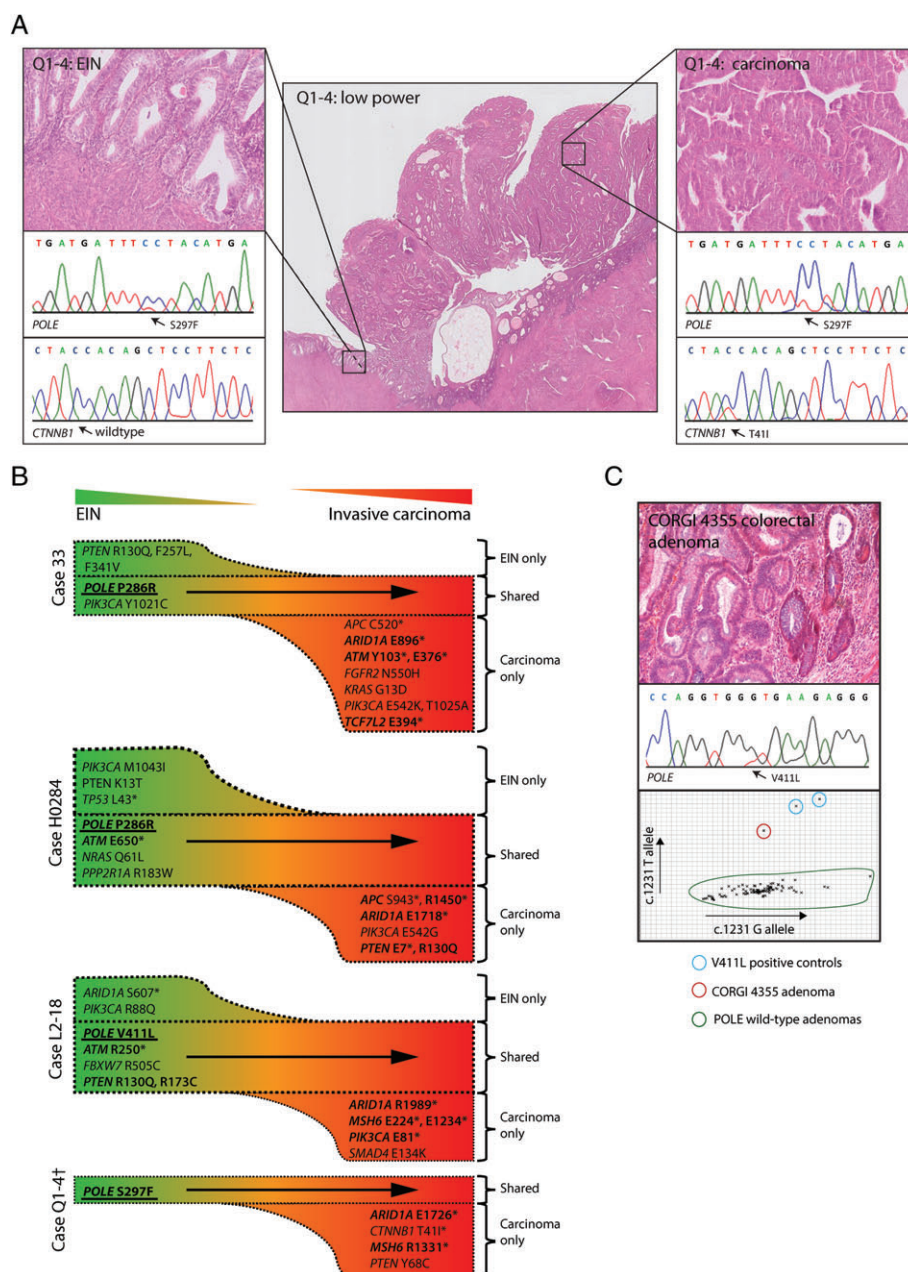 A
Q1-4: EIN
TGATGATTTCCTACATGA
POLE
S297F
CTACCACAGCTCCTTCTC
CTNNB1
wildtype
Q1-4: low power
Q1-4: carcinoma
TGATGATTTCCTACATGA
POLE
S297F
CTACCACAGCTCCTTCTC
CTNNB1
T41I
B
EIN
Invasive carcinoma
Case 33
PTEN R130Q, F257L,
F341V
EIN only
POLE P286R
PIK3CA Y1021C
Shared
APC C520*
ARID1A E896*
ATM Y103*, E376*
FGFR2 N550H
KRAS G13D
PIK3CA E542K, T1025A
TCF7L2 E394*
Carcinoma
only
Case H0284
PIK3CA M1043I
PTEN K13T
TP53 L43*
EIN only
POLE P286R
ATM E650*
NRAS Q61L
PPP2R1A R183W
Shared
APC S943*, R1450*
ARID1A E1718*
PIK3CA E542G
PTEN E7*, R130Q
Carcinoma
only
Case L2-18
ARID1A S607*
PIK3CA R88Q
EIN only
POLE V411L
ATM R250*
FBXW7 R505C
PTEN R130Q, R173C
Shared
ARID1A R1989*
MSH6 E224*, E1234*
PIK3CA E81*
SMAD4 E134K
Carcinoma
only
Case Q1-4†
POLE S297F
Shared
ARID1A E1726*
CTNNB1 T41I*
MSH6 R1331*
PTEN Y68C
Carcinoma
only
C
CORGI 4355 colorectal
adenoma
CCAGGTGGGTGAAGAGGG
POLE
V411L
c.1231 T allele
c.1231 G allele
V411L positive controls
CORGI 4355 adenoma
POLE wild-type adenomas